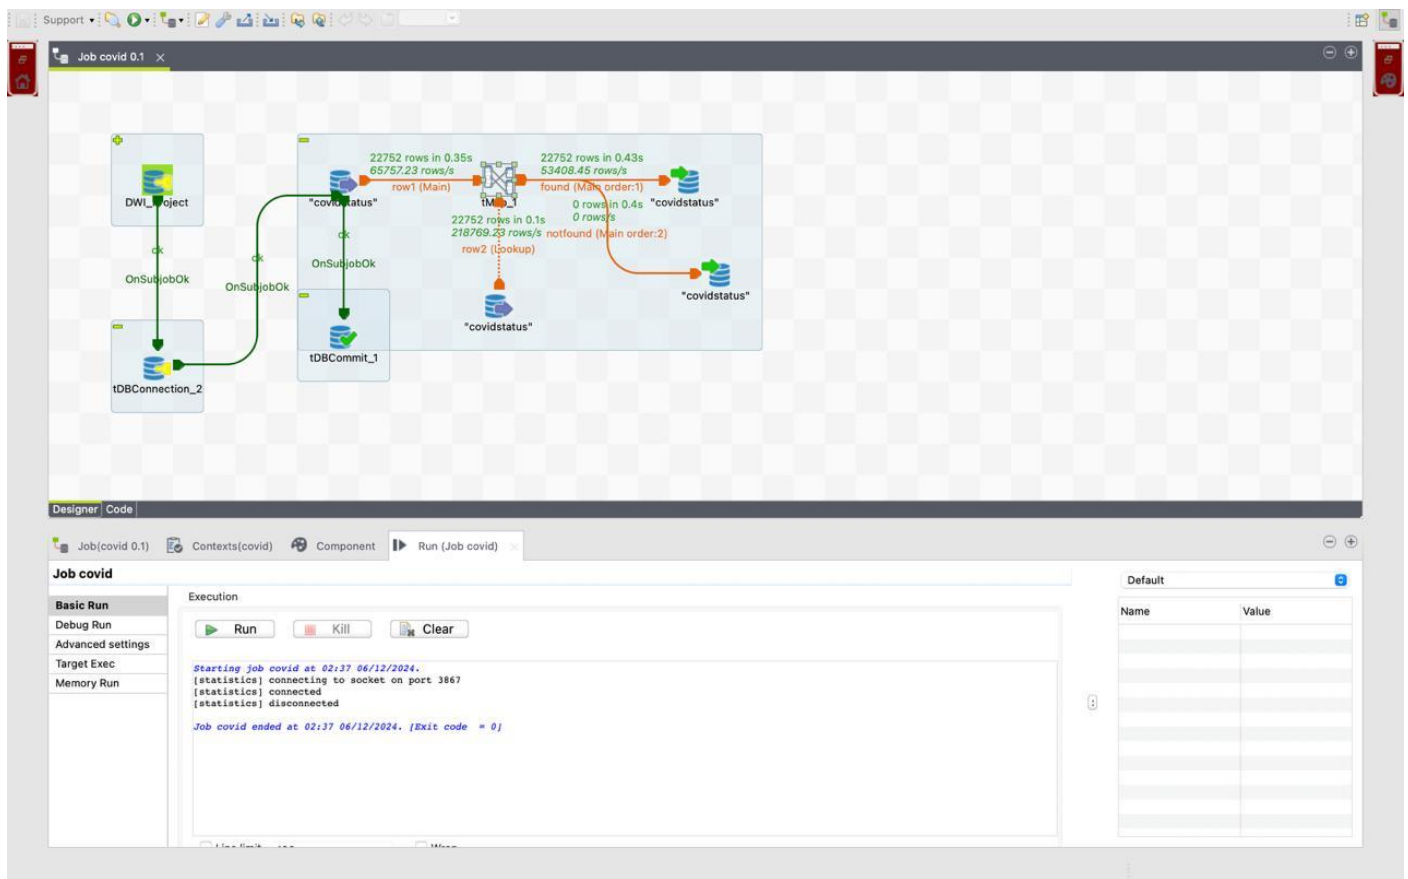 Support
Job covid 0.1
22752 rows in 0.35s
65757.23 rows/s
row1 (Main)
22752 rows in 0.43s
53408.45 rows/s
found (Main order:1)
DWI_Project
"covidstatus"
tMap_1
0 rows in 0.4s
0 rows/s
"covidstatus"
22752 rows in 0.1s
218769.23 rows/s
notfound (Main order:2)
row2 (Lookup)
ok
OnSubjobOk
ok
OnSubjobOk
ok
OnSubjobOk
"covidstatus"
"covidstatus"
tDBCommit_1
tDBConnection_2
Designer
Code
Job(covid 0.1)
Contexts(covid)
Component
Run (Job covid)
Job covid
Default
Basic Run
Debug Run
Advanced settings
Target Exec
Memory Run
Execution
Run
Kill
Clear
Name
Value
Starting job covid at 02:37 06/12/2024.
[statistics] connecting to socket on port 3867
[statistics] connected
[statistics] disconnected
Job covid ended at 02:37 06/12/2024. [Exit code  = 0]